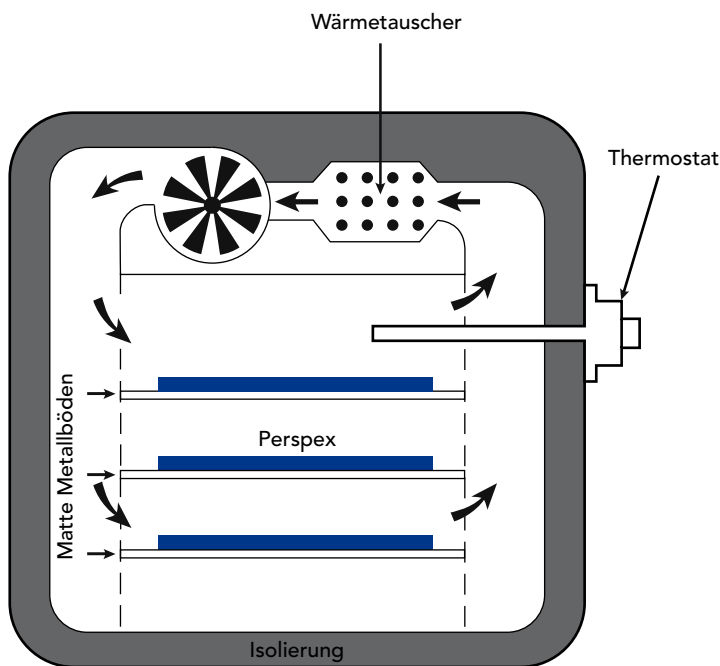 Wärmetauscher
Thermostat
Matte Metallböden
Perspex
Isolierung